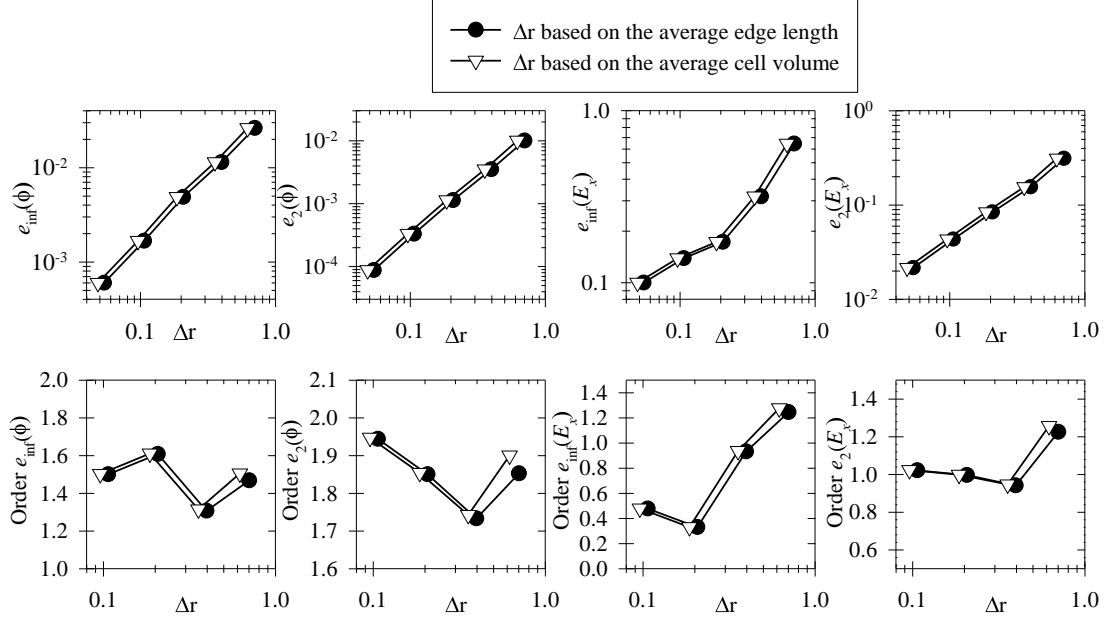 Δr based on the average edge length
Δr based on the average cell volume
e_inf(ϕ)
10^-2
10^-3
0.1 1.0
Δr
e_2(ϕ)
10^-2
10^-3
10^-4
0.1 1.0
Δr
e_inf(E_x)
1.0
0.1
0.1 1.0
Δr
e_2(E_x)
10^0
10^-1
10^-2
0.1 1.0
Δr
Order e_inf(ϕ)
2.0
1.8
1.6
1.4
1.2
1.0
0.1 1.0
Δr
Order e_2(ϕ)
2.1
2.0
1.9
1.8
1.7
1.6
0.1 1.0
Δr
Order e_inf(E_x)
1.4
1.2
1.0
0.8
0.6
0.4
0.2
0.0
0.1 1.0
Δr
Order e_2(E_x)
1.4
1.2
1.0
0.8
0.6
0.1 1.0
Δr